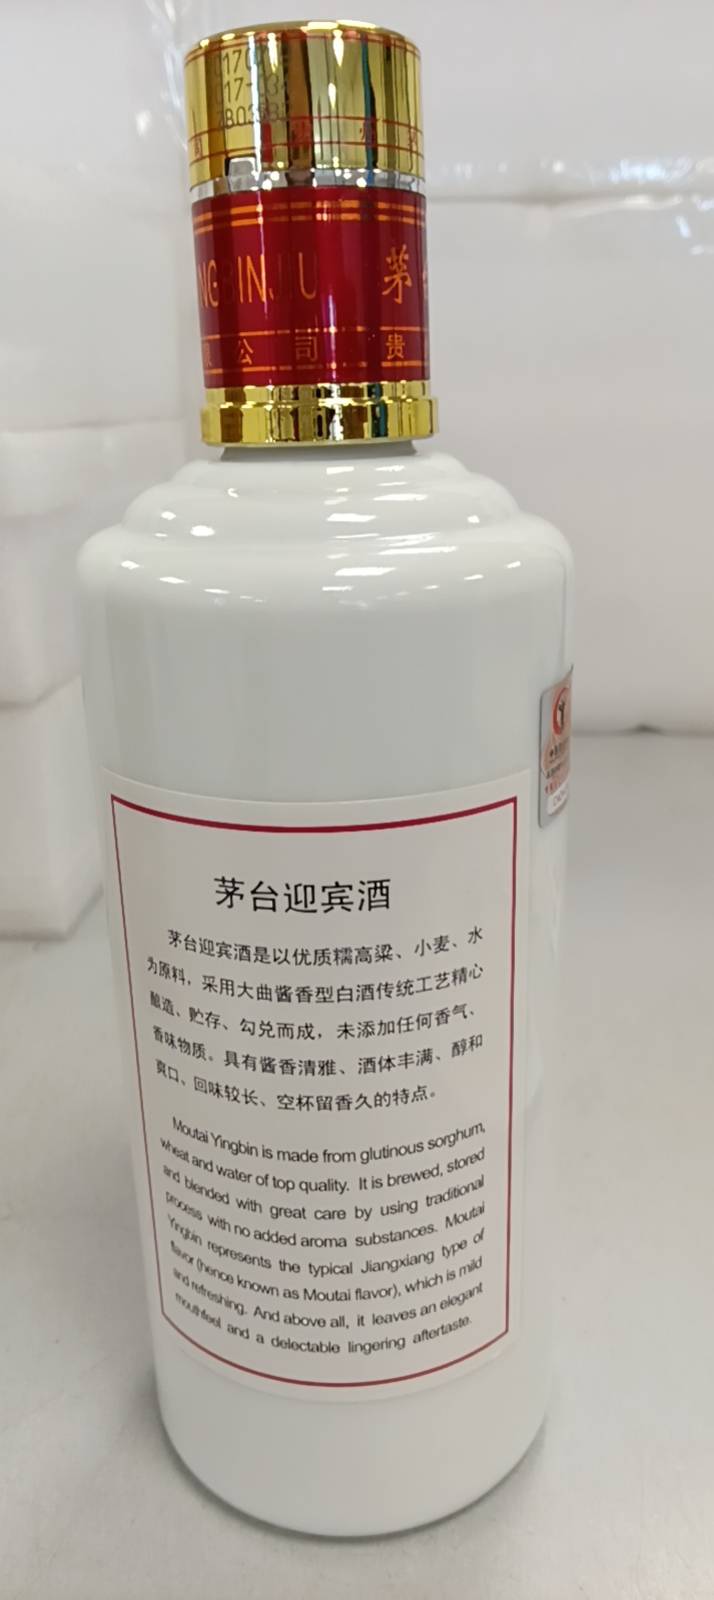 NGBINJIU 茅
公司 贵
茅台迎宾酒
茅台迎宾酒是以优质糯高粱、小麦、水
为原料，采用大曲酱香型白酒传统工艺精心
酿造、贮存、勾兑而成，未添加任何香气、
香味物质。具有酱香清雅、酒体丰满、醇和
爽口、回味较长、空杯留香久的特点。
Moutai Yingbin is made from glutinous sorghum,
wheat and water of top quality. It is brewed, stored
and blended with great care by using traditional
process with no added aroma substances. Moutai
Yingbin represents the typical Jiangxiang type of
flavor (hence known as Moutai flavor), which is mild
and refreshing. And above all, it leaves an elegant
mouthfeel and a delectable lingering aftertaste.